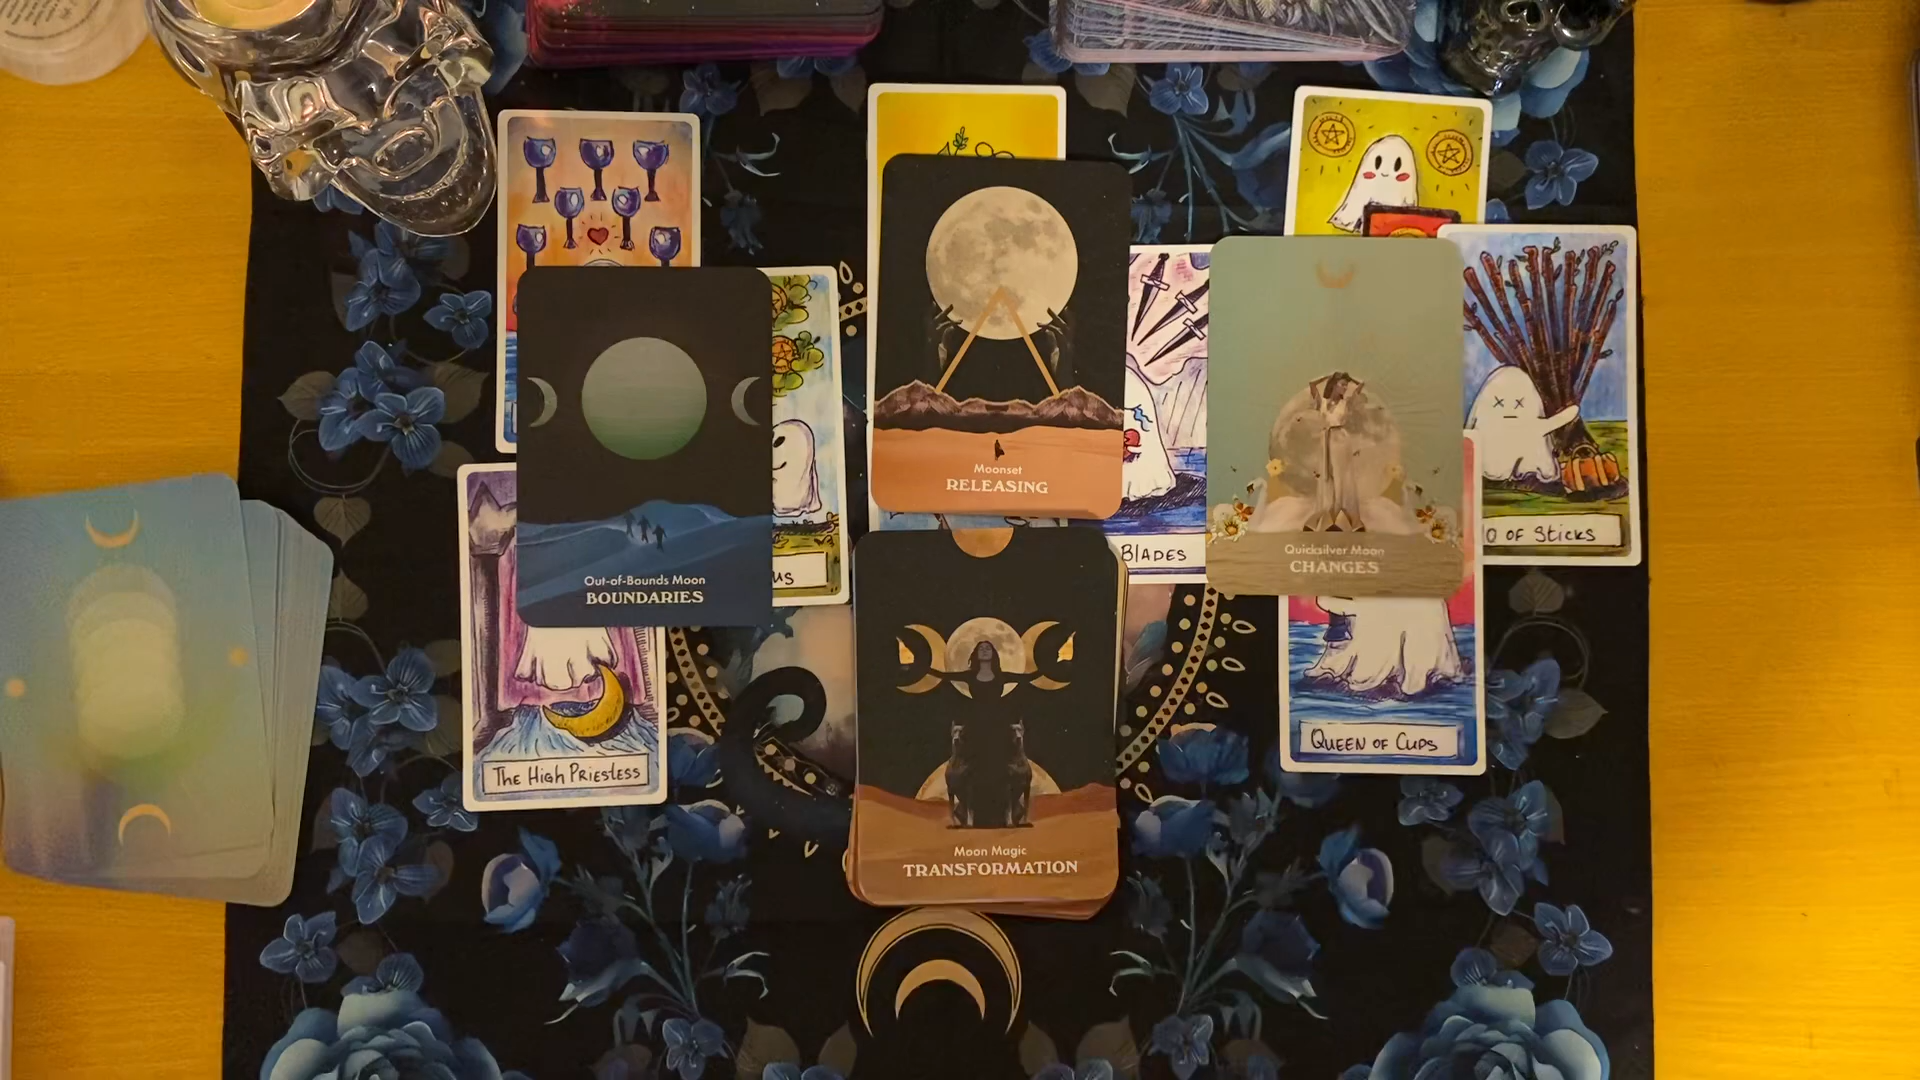 Moonset
RELEASING
BLADES
O OF STICKS
Quicksilver Moon
CHANGES
Out-of-Bounds Moon
BOUNDARIES
QUEEN OF CUPS
THE HIGH PRIESTESS
Moon Magic
TRANSFORMATION